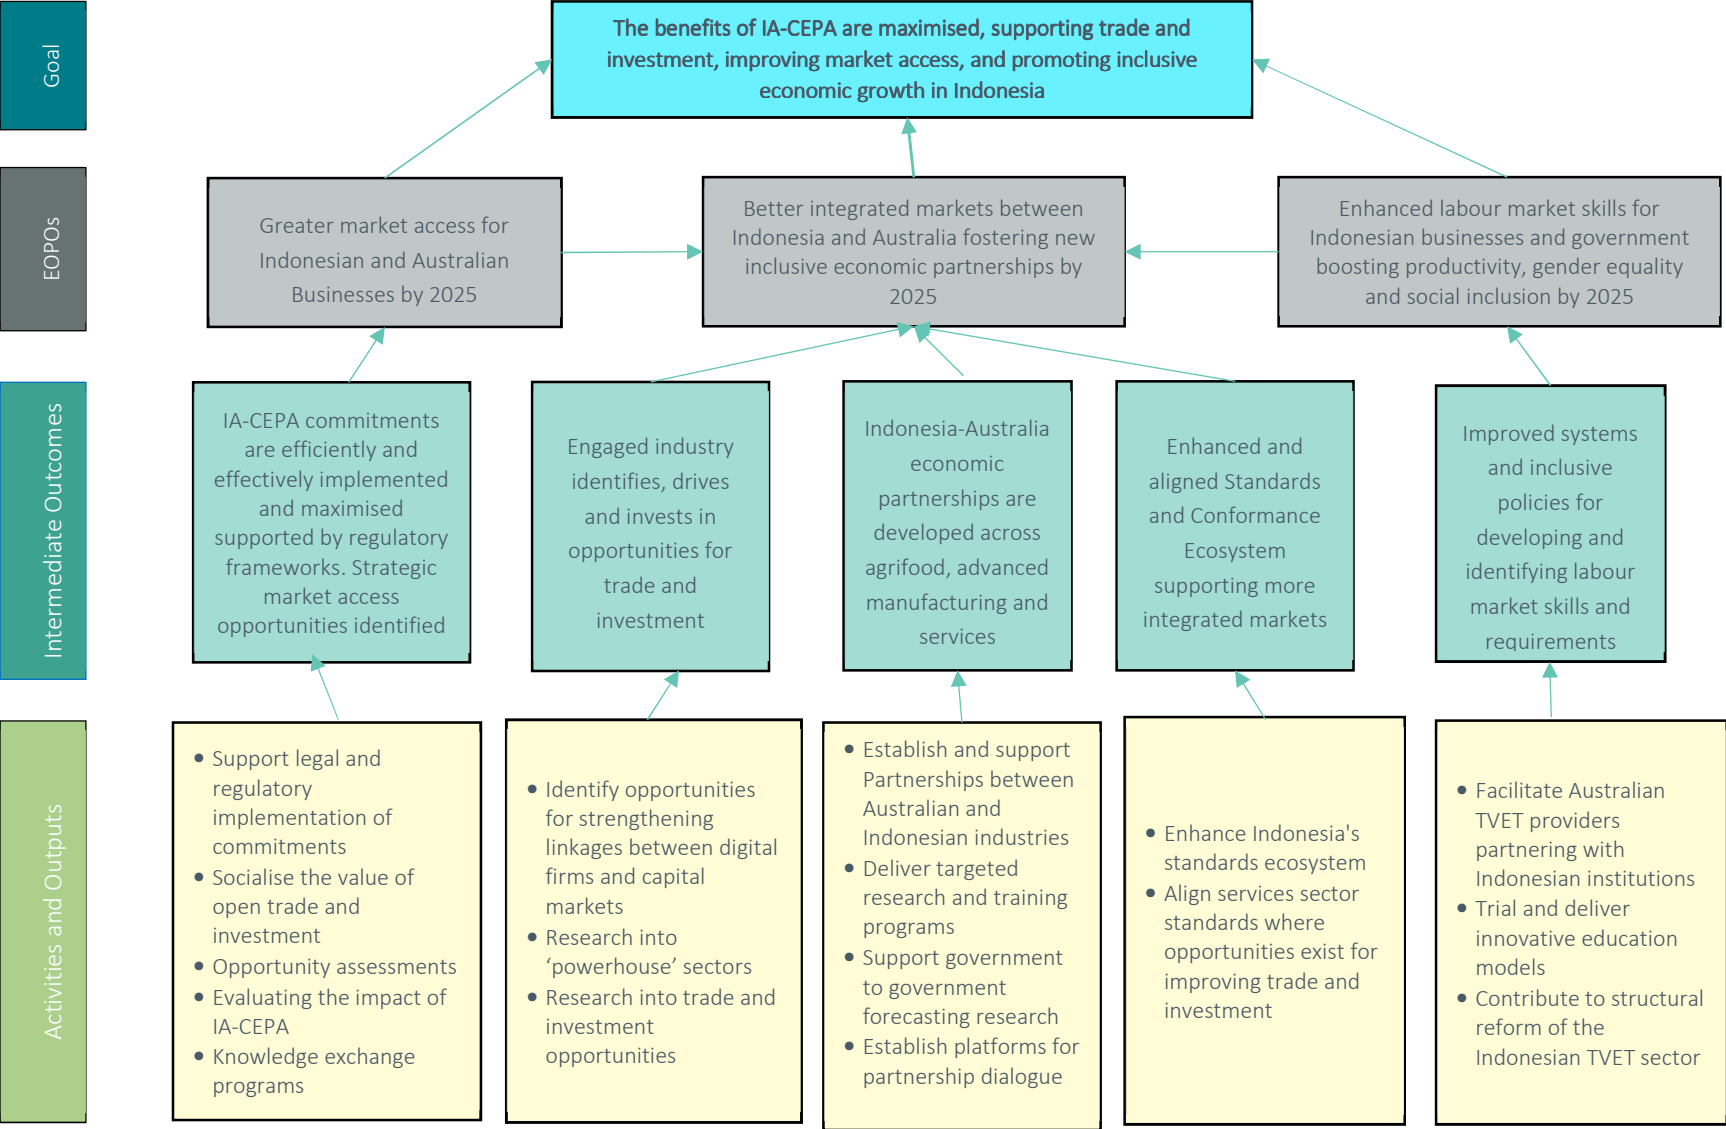 Goal
The benefits of IA-CEPA are maximised, supporting trade and
investment, improving market access, and promoting inclusive
economic growth in Indonesia
EOPOs
Greater market access for
Indonesian and Australian
Businesses by 2025
Better integrated markets between
Indonesia and Australia fostering new
inclusive economic partnerships by
2025
Enhanced labour market skills for
Indonesian businesses and government
boosting productivity, gender equality
and social inclusion by 2025
Intermediate Outcomes
IA-CEPA commitments
are efficiently and
effectively implemented
and maximised
supported by regulatory
frameworks. Strategic
market access
opportunities identified
Engaged industry
identifies, drives
and invests in
opportunities for
trade and
investment
Indonesia-Australia
economic
partnerships are
developed across
agrifood, advanced
manufacturing and
services
Enhanced and
aligned Standards
and Conformance
Ecosystem
supporting more
integrated markets
Improved systems
and inclusive
policies for
developing and
identifying labour
market skills and
requirements
Activities and Outputs
• Support legal and
regulatory
implementation of
commitments
• Socialise the value of
open trade and
investment
• Opportunity assessments
• Evaluating the impact of
IA-CEPA
• Knowledge exchange
programs
• Identify opportunities
for strengthening
linkages between digital
firms and capital
markets
• Research into
‘powerhouse’ sectors
• Research into trade and
investment
opportunities
• Establish and support
Partnerships between
Australian and
Indonesian industries
• Deliver targeted
research and training
programs
• Support government
to government
forecasting research
• Establish platforms for
partnership dialogue
• Enhance Indonesia's
standards ecosystem
• Align services sector
standards where
opportunities exist for
improving trade and
investment
• Facilitate Australian
TVET providers
partnering with
Indonesian institutions
• Trial and deliver
innovative education
models
• Contribute to structural
reform of the
Indonesian TVET sector